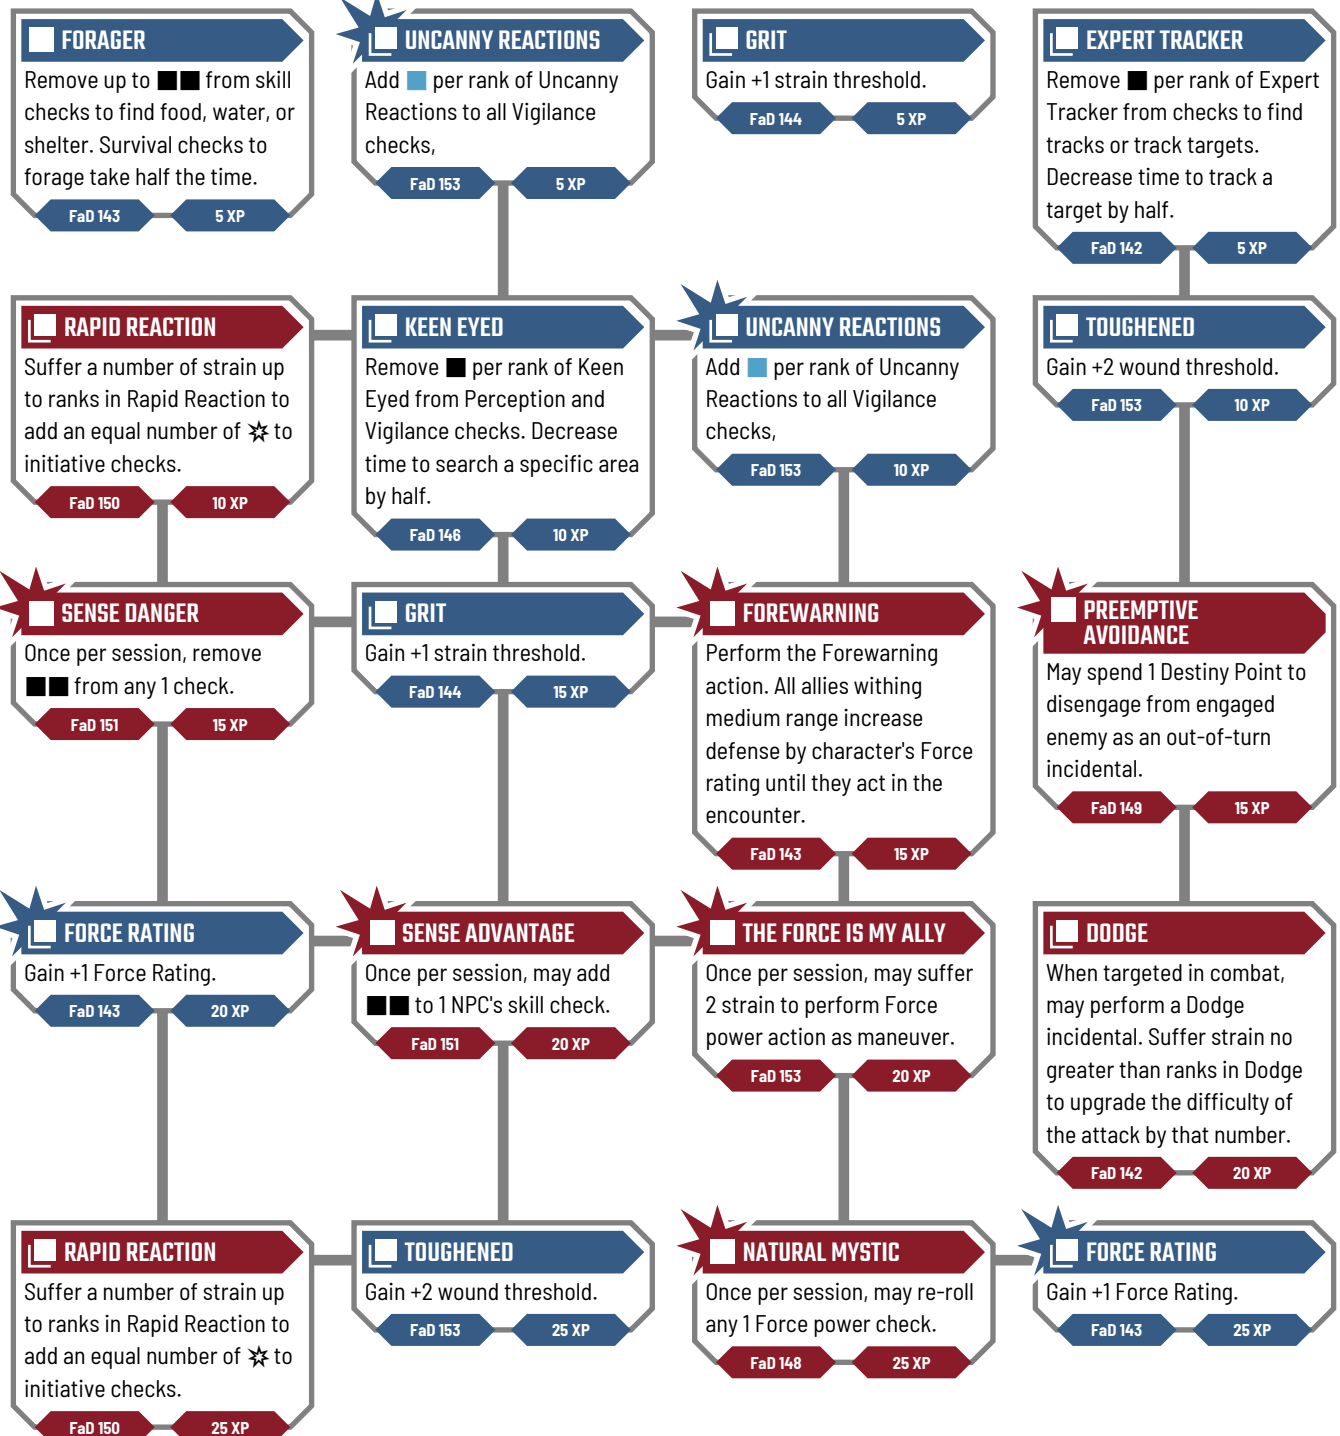 FORAGER
Remove up to ■■ from skill
checks to find food, water, or
shelter. Survival checks to
forage take half the time.
FaD 143 5 XP
UNCANNY REACTIONS
Add ■ per rank of Uncanny
Reactions to all Vigilance
checks,
FaD 153 5 XP
GRIT
Gain +1 strain threshold.
FaD 144 5 XP
EXPERT TRACKER
Remove ■ per rank of Expert
Tracker from checks to find
tracks or track targets.
Decrease time to track a
target by half.
FaD 142 5 XP
RAPID REACTION
Suffer a number of strain up
to ranks in Rapid Reaction to
add an equal number of to
initiative checks.
FaD 150 10 XP
KEEN EYED
Remove ■ per rank of Keen
Eyed from Perception and
Vigilance checks. Decrease
time to search a specific area
by half.
FaD 146 10 XP
UNCANNY REACTIONS
Add ■ per rank of Uncanny
Reactions to all Vigilance
checks,
FaD 153 10 XP
TOUGHENED
Gain +2 wound threshold.
FaD 153 10 XP
SENSE DANGER
Once per session, remove
■■ from any 1 check.
FaD 151 15 XP
GRIT
Gain +1 strain threshold.
FaD 144 15 XP
FOREWARNING
Perform the Forewarning
action. All allies withing
medium range increase
defense by character's Force
rating until they act in the
encounter.
FaD 143 15 XP
PREEMPTIVE
AVOIDANCE
May spend 1 Destiny Point to
disengage from engaged
enemy as an out-of-turn
incidental.
FaD 149 15 XP
FORCE RATING
Gain +1 Force Rating.
FaD 143 20 XP
SENSE ADVANTAGE
Once per session, may add
■■ to 1 NPC's skill check.
FaD 151 20 XP
THE FORCE IS MY ALLY
Once per session, may suffer
2 strain to perform Force
power action as maneuver.
FaD 153 20 XP
DODGE
When targeted in combat,
may perform a Dodge
incidental. Suffer strain no
greater than ranks in Dodge
to upgrade the difficulty of
the attack by that number.
FaD 142 20 XP
RAPID REACTION
Suffer a number of strain up
to ranks in Rapid Reaction to
add an equal number of to
initiative checks.
FaD 150 25 XP
TOUGHENED
Gain +2 wound threshold.
FaD 153 25 XP
NATURAL MYSTIC
Once per session, may re-roll
any 1 Force power check.
FaD 148 25 XP
FORCE RATING
Gain +1 Force Rating.
FaD 143 25 XP